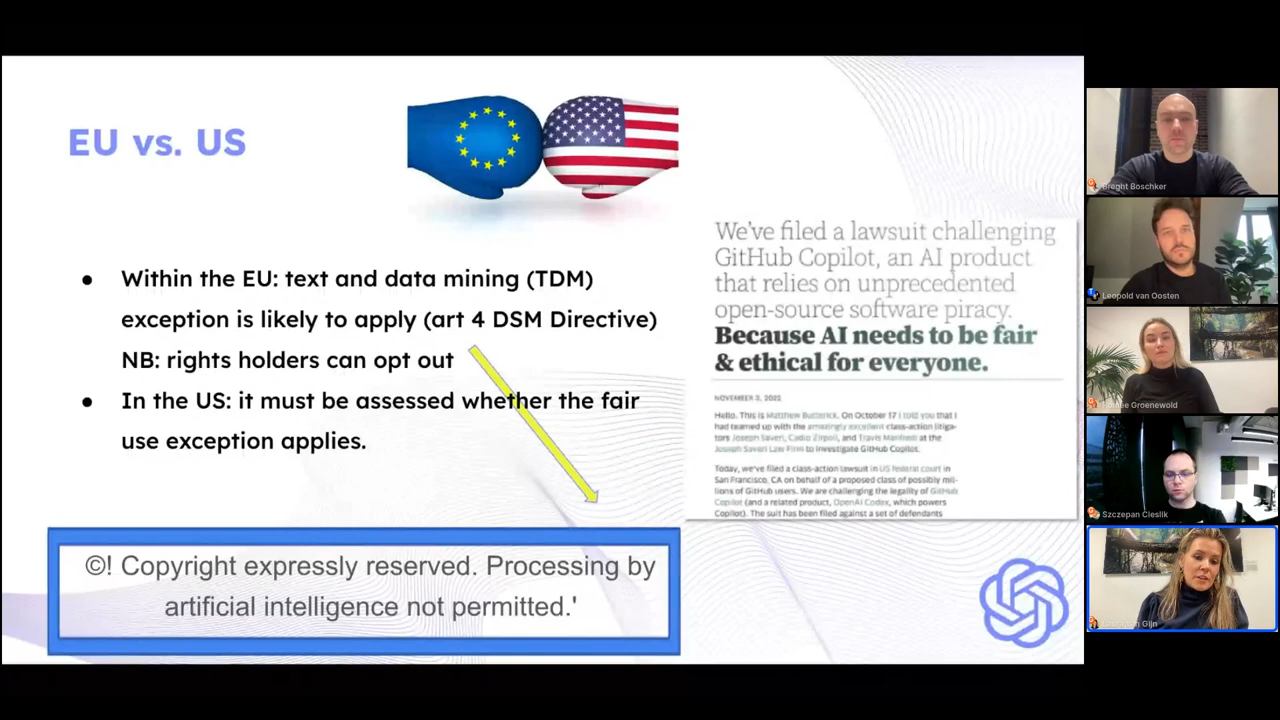 EU vs. US
● Within the EU: text and data mining (TDM)
exception is likely to apply (art 4 DSM Directive)
NB: rights holders can opt out
● In the US: it must be assessed whether the fair
use exception applies.
©! Copyright expressly reserved. Processing by
artificial intelligence not permitted.'
We've filed a lawsuit challenging
GitHub Copilot, an AI product
that relies on unprecedented
open-source software piracy.
Because AI needs to be fair
& ethical for everyone.
NOVEMBER 3, 2022
Hello. This is Matthew Butterick. On October 17 I told you that I
had teamed up with the amazingly excellent class-action litiga-
tors Joseph Saveri, Cadio Zirpoli, and Travis Manfredi at the
Joseph Saveri Law Firm to investigate GitHub Copilot.
Today, we've filed a class-action lawsuit in US federal court in
San Francisco, CA on behalf of a proposed class of possibly mil-
lions of GitHub users. We are challenging the legality of GitHub
Copilot (and a related product, OpenAI Codex, which powers
Copilot). The suit has been filed against a set of defendants
Breght Boschker
Leopold van Oosten
Groenewold
Szczepan Cieslik
Gijn